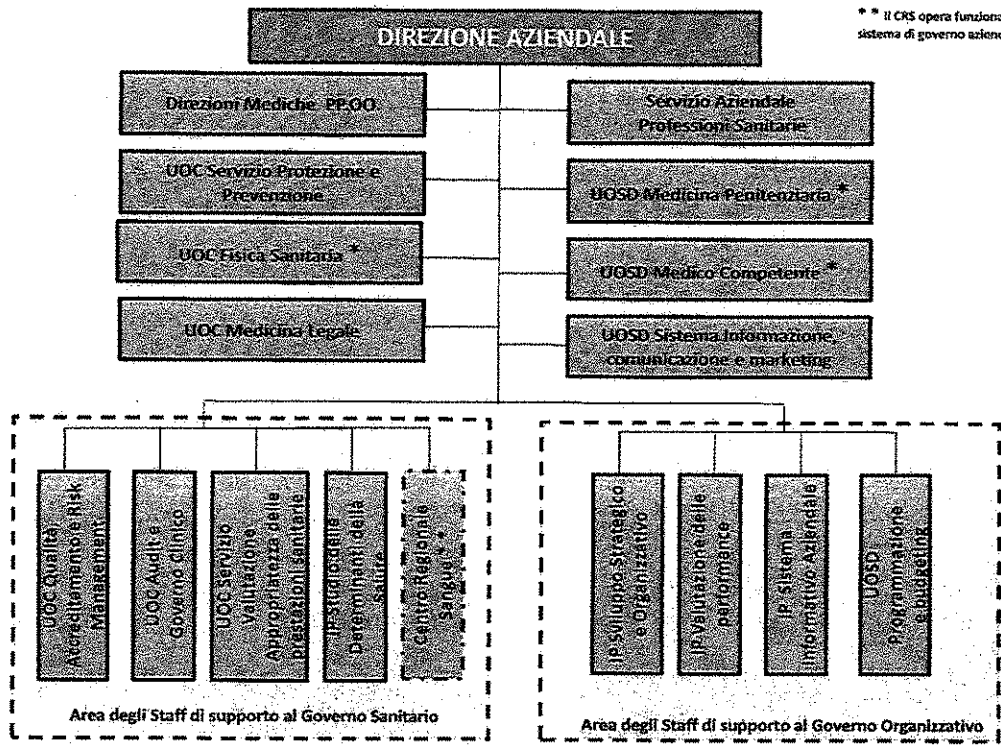 * * Il CRS opera funziona
sistema di governo azien
DIREZIONE AZIENDALE
Direzioni Mediche PP.OO
Servizio Aziendale
Professioni Sanitarie
UOC Servizio Protezione e
Prevenzione
UOSD Medicina Penitenziaria *
UOC Fisica Sanitaria *
UOSD Medico Competente *
UOC Medicina Legale
UOSD Sistema Informazione,
comunicazione e marketing
UOC Qualità,
Accreditamento e Risk
Management
UOC Audit e
Governo Clinico
UOC Servizio
Valutazione
Appropriatezza delle
prestazioni sanitarie
IP Studio delle
Determinenti della
Salute
Centro Regionale
Sangue * *
IP Sviluppo Strategico
e Organizzativo
IP Valutazione delle
performance
IP Sistema
Informativo Aziendale
UOSD
Programmazione
e budgeting
Area degli Staff di supporto al Governo Sanitario
Area degli Staff di supporto al Governo Organizzativo